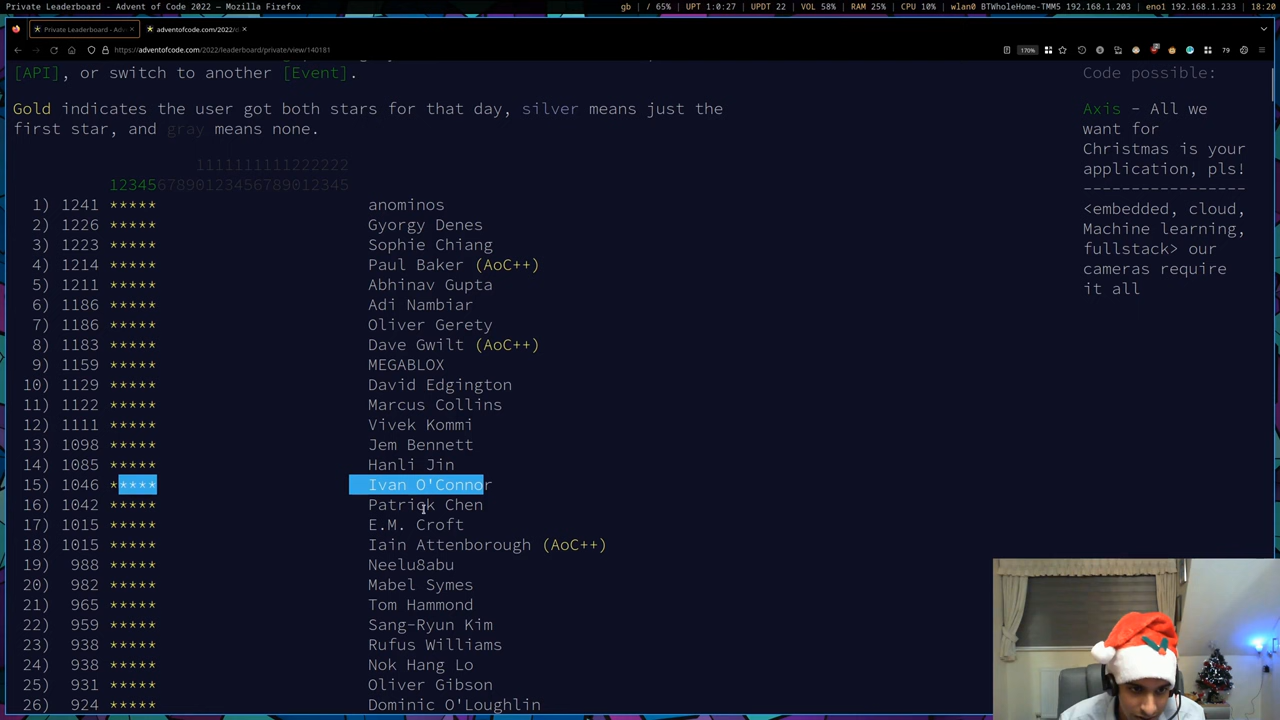 Private Leaderboard - Advent of Code 2022 — Mozilla Firefox
gb | / 65% | UPT 1:0:27 | UPDT 22 | VOL 58% | RAM 25% | CPU 10% | wlan0 BTWholeHome-TMM5 192.168.1.203 | eno1 192.168.1.233 | 18:20
Private Leaderboard - Adv
adventofcode.com/2022/
https://adventofcode.com/2022/leaderboard/private/view/140181
170%
79
[API], or switch to another [Event].
Gold indicates the user got both stars for that day, silver means just the
first star, and gray means none.
1111111111222222
1234567890123456789012345
1) 1241 ***** anominos
2) 1226 ***** Gyorgy Denes
3) 1223 ***** Sophie Chiang
4) 1214 ***** Paul Baker (AoC++)
5) 1211 ***** Abhinav Gupta
6) 1186 ***** Adi Nambiar
7) 1186 ***** Oliver Gerety
8) 1183 ***** Dave Gwilt (AoC++)
9) 1159 ***** MEGABLOX
10) 1129 ***** David Edgington
11) 1122 ***** Marcus Collins
12) 1111 ***** Vivek Kommi
13) 1098 ***** Jem Bennett
14) 1085 ***** Hanli Jin
15) 1046 ***** Ivan O'Connor
16) 1042 ***** Patrick Chen
17) 1015 ***** E.M. Croft
18) 1015 ***** Iain Attenborough (AoC++)
19) 988 ***** Neelu8abu
20) 982 ***** Mabel Symes
21) 965 ***** Tom Hammond
22) 959 ***** Sang-Ryun Kim
23) 938 ***** Rufus Williams
24) 938 ***** Nok Hang Lo
25) 931 ***** Oliver Gibson
26) 924 ***** Dominic O'Loughlin
Code possible:
Axis - All we
want for
Christmas is your
application, pls!
-----------------
<embedded, cloud,
Machine learning,
fullstack> our
cameras require
it all